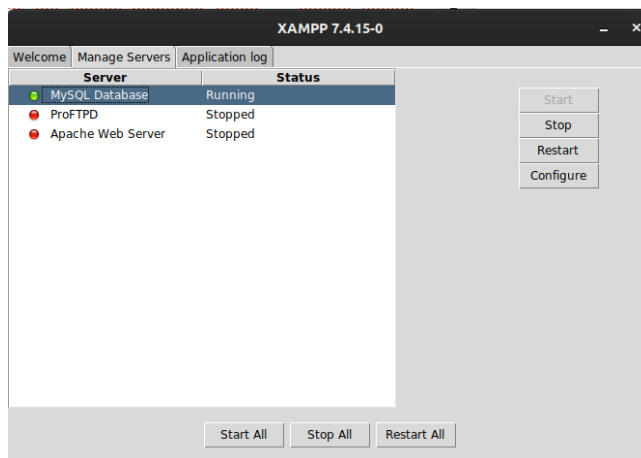 XAMPP 7.4.15-0
Welcome Manage Servers Application log
Server Status
MySQL Database Running
ProFTPD Stopped
Apache Web Server Stopped
Start
Stop
Restart
Configure
Start All Stop All Restart All